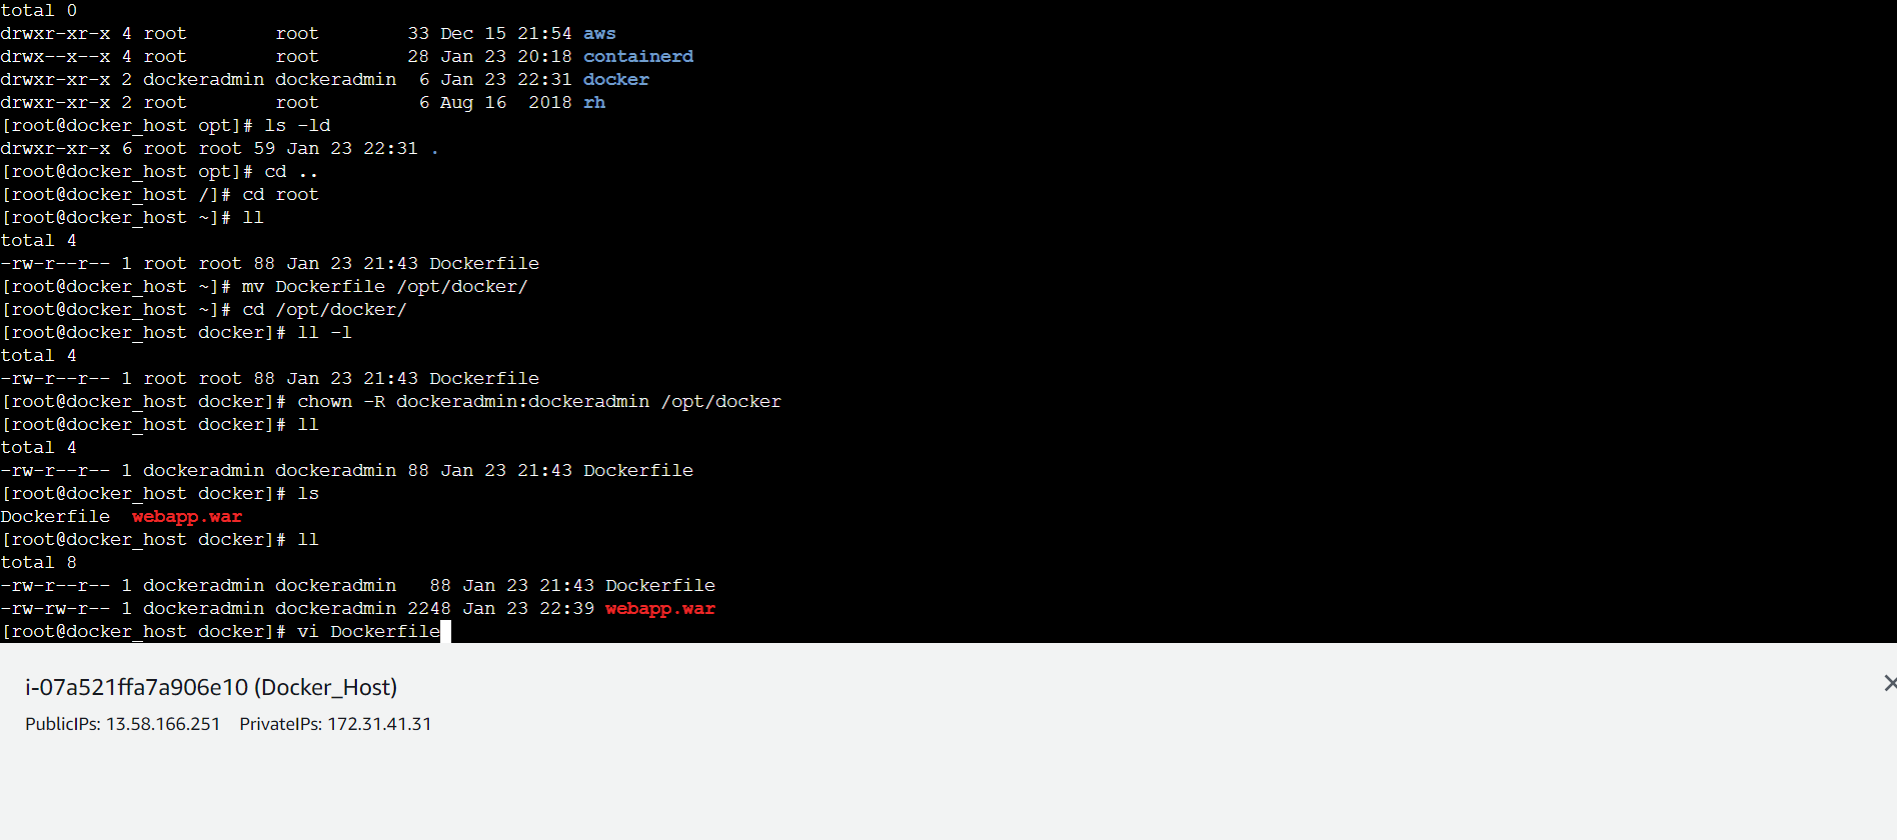 total 0
drwxr-xr-x 4 root        root        33 Dec 15 21:54 aws
drwx--x--x 4 root        root        28 Jan 23 20:18 containerd
drwxr-xr-x 2 dockeradmin dockeradmin  6 Jan 23 22:31 docker
drwxr-xr-x 2 root        root         6 Aug 16  2018 rh
[root@docker_host opt]# ls -ld
drwxr-xr-x 6 root root 59 Jan 23 22:31 .
[root@docker_host opt]# cd ..
[root@docker_host /]# cd root
[root@docker_host ~]# ll
total 4
-rw-r--r-- 1 root root 88 Jan 23 21:43 Dockerfile
[root@docker_host ~]# mv Dockerfile /opt/docker/
[root@docker_host ~]# cd /opt/docker/
[root@docker_host docker]# ll -l
total 4
-rw-r--r-- 1 root root 88 Jan 23 21:43 Dockerfile
[root@docker_host docker]# chown -R dockeradmin:dockeradmin /opt/docker
[root@docker_host docker]# ll
total 4
-rw-r--r-- 1 dockeradmin dockeradmin 88 Jan 23 21:43 Dockerfile
[root@docker_host docker]# ls
Dockerfile  webapp.war
[root@docker_host docker]# ll
total 8
-rw-r--r-- 1 dockeradmin dockeradmin   88 Jan 23 21:43 Dockerfile
-rw-rw-r-- 1 dockeradmin dockeradmin 2248 Jan 23 22:39 webapp.war
[root@docker_host docker]# vi Dockerfile
i-07a521ffa7a906e10 (Docker_Host)
PublicIPs: 13.58.166.251 PrivateIPs: 172.31.41.31